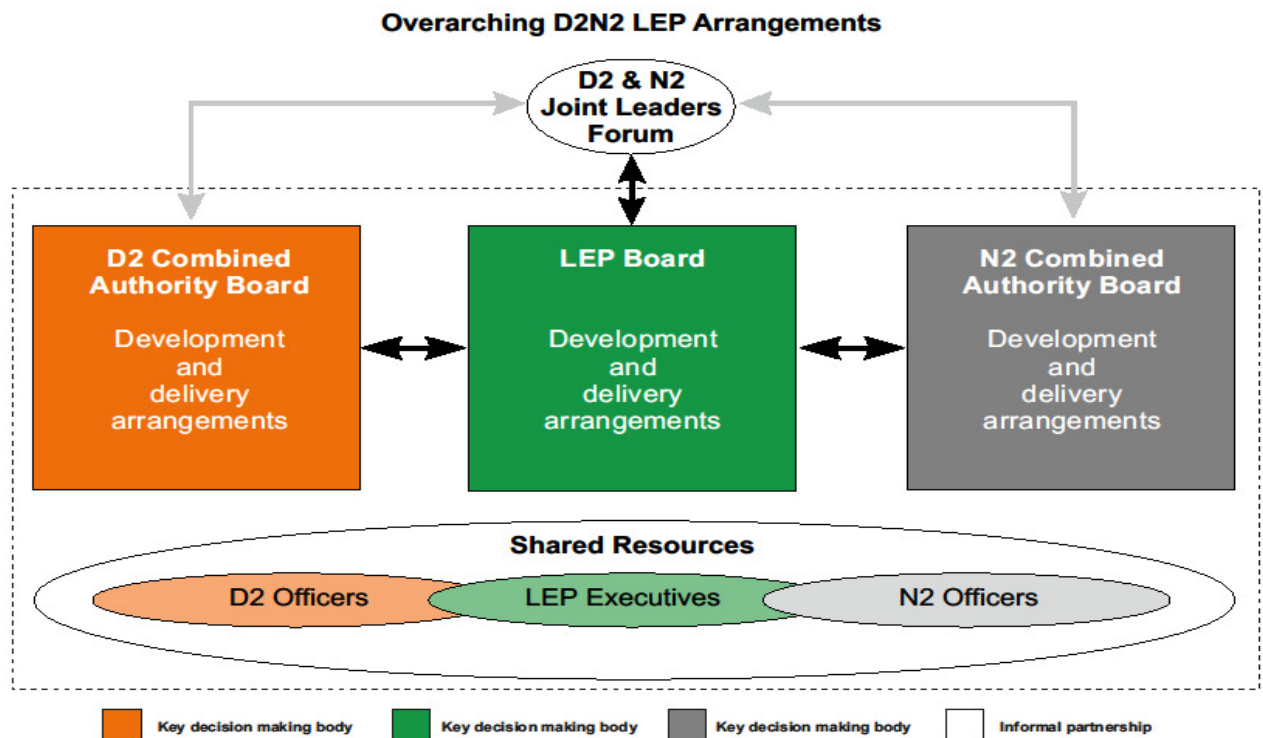 Overarching D2N2 LEP Arrangements
D2 & N2
Joint Leaders
Forum
D2 Combined
Authority Board
Development
and
delivery
arrangements
LEP Board
Development
and
delivery
arrangements
N2 Combined
Authority Board
Development
and
delivery
arrangements
Shared Resources
D2 Officers
LEP Executives
N2 Officers
Key decision making body
Key decision making body
Key decision making body
Informal partnership